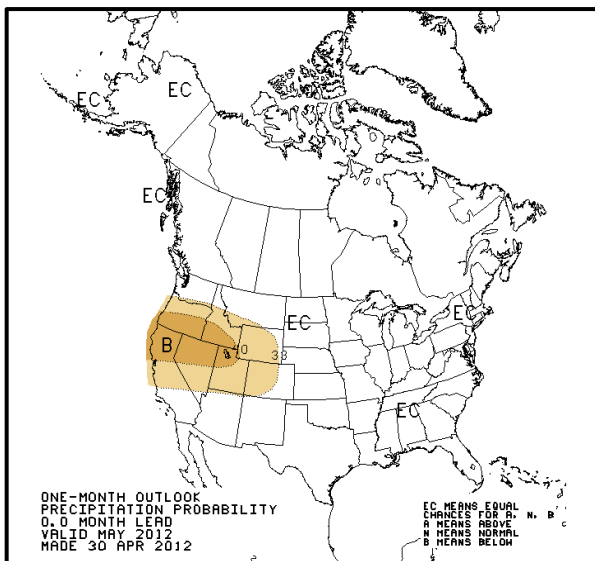 EC
EC
EC
EC
EC
B
40
33
EC
ONE-MONTH OUTLOOK
PRECIPITATION PROBABILITY
0.0 MONTH LEAD
VALID MAY 2012
MADE 30 APR 2012
EC MEANS EQUAL
CHANCES FOR A, N, B
A MEANS ABOVE
N MEANS NORMAL
B MEANS BELOW